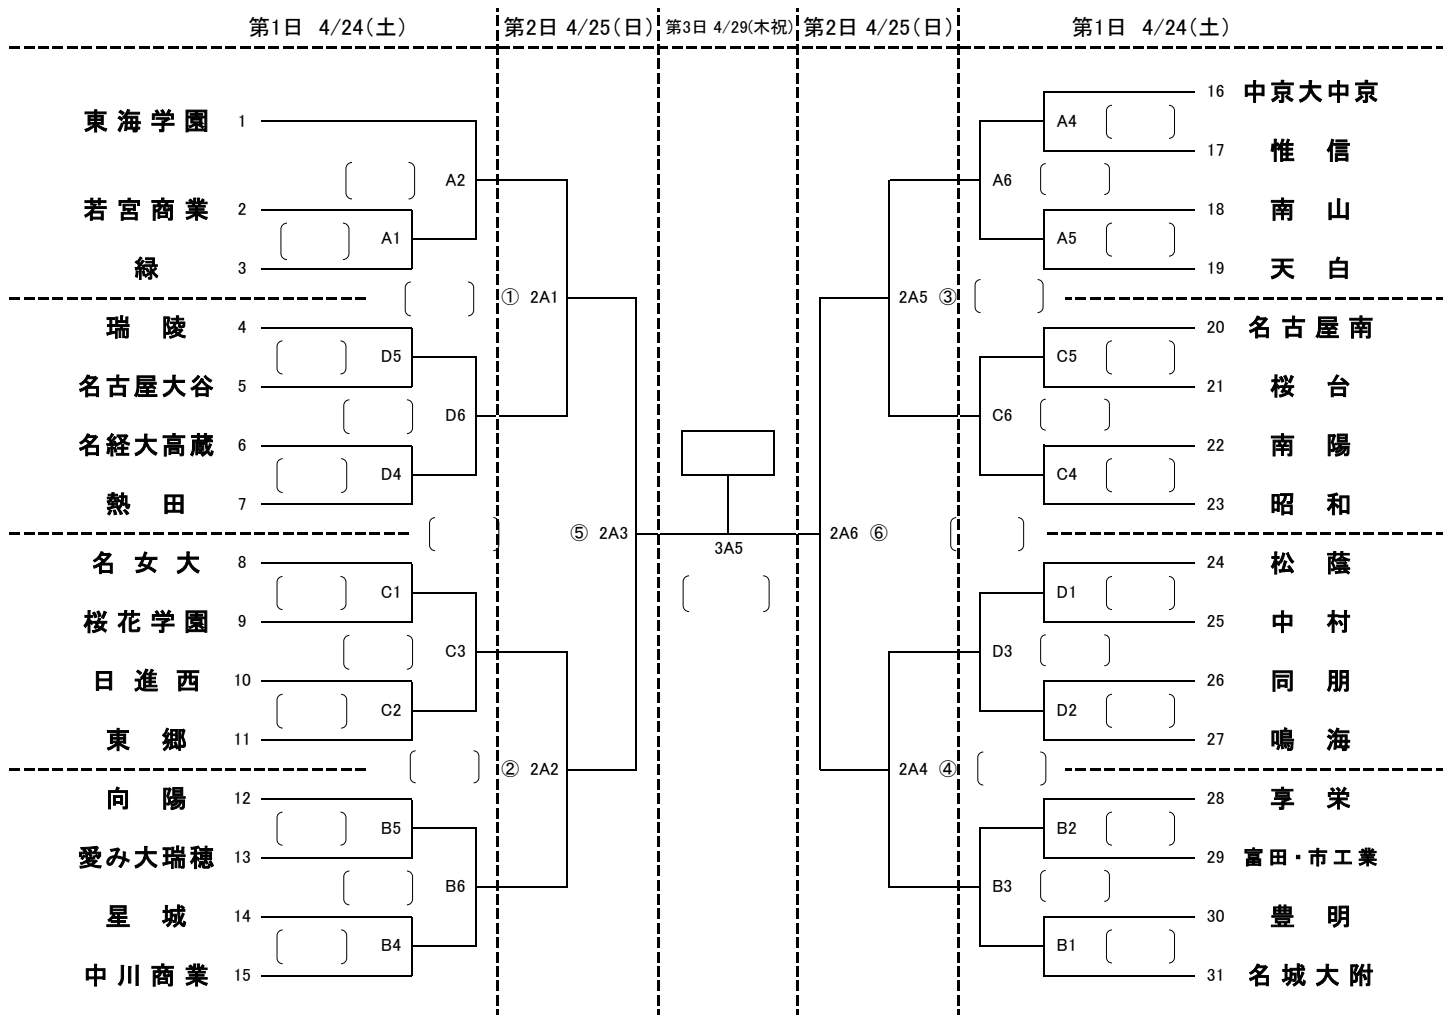 第1日 4/24(土) 第2日 4/25(日) 第3日 4/29(木祝) 第2日 4/25(日) 第1日 4/24(土)
16 中京大中京
東海学園 1 A4
17 惟信
A2 A6
若宮商業 2 18 南山
A1 A5
緑 3 19 天白
① 2A1 2A5 ③
瑞陵 4 20 名古屋南
D5 C5
名古屋大谷 5 21 桜台
D6 C6
名経大高蔵 6 22 南陽
D4 C4
熱田 7 23 昭和
⑤ 2A3 2A6 ⑥
3A5
名女大 8 24 松蔭
C1 D1
桜花学園 9 25 中村
C3 D3
日進西 10 26 同朋
C2 D2
東郷 11 27 鳴海
② 2A2 2A4 ④
向陽 12 28 享栄
B5 B2
愛み大瑞穂 13 29 富田・市工業
B6 B3
星城 14 30 豊明
B4 B1
中川商業 15 31 名城大附